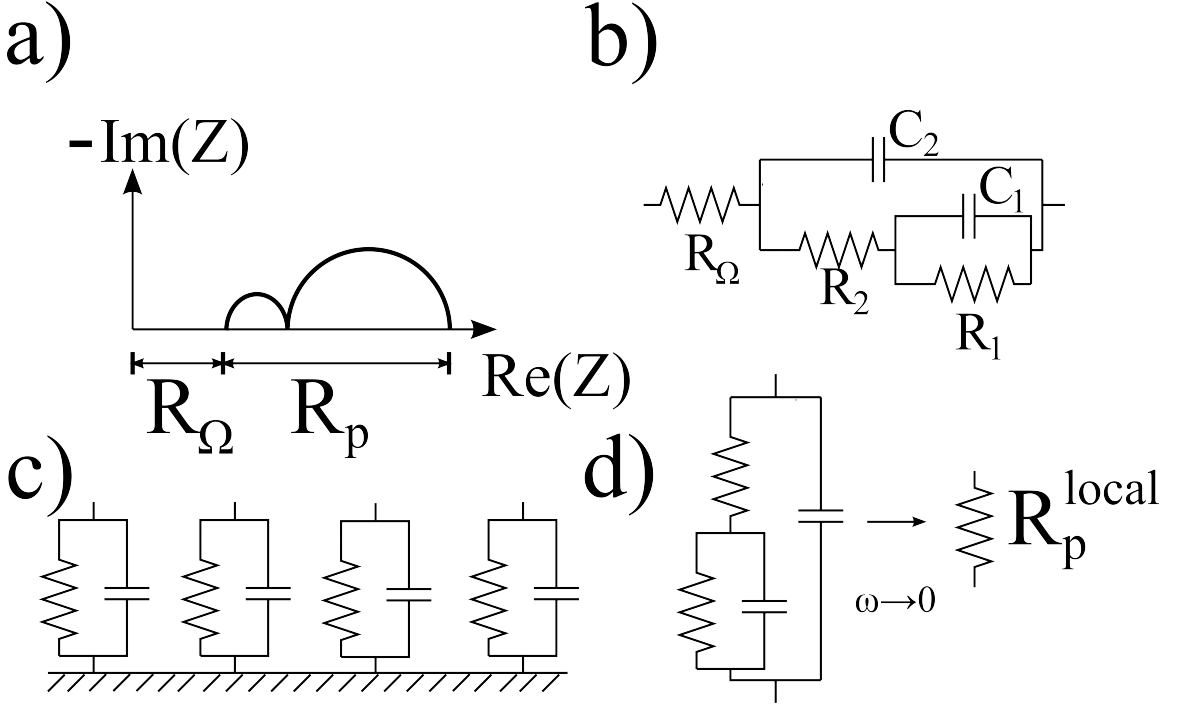 a)
-Im(Z)
Re(Z)
RΩ
Rp
b)
C2
C1
RΩ
R2
R1
c)
d)
ω→0
Rp local